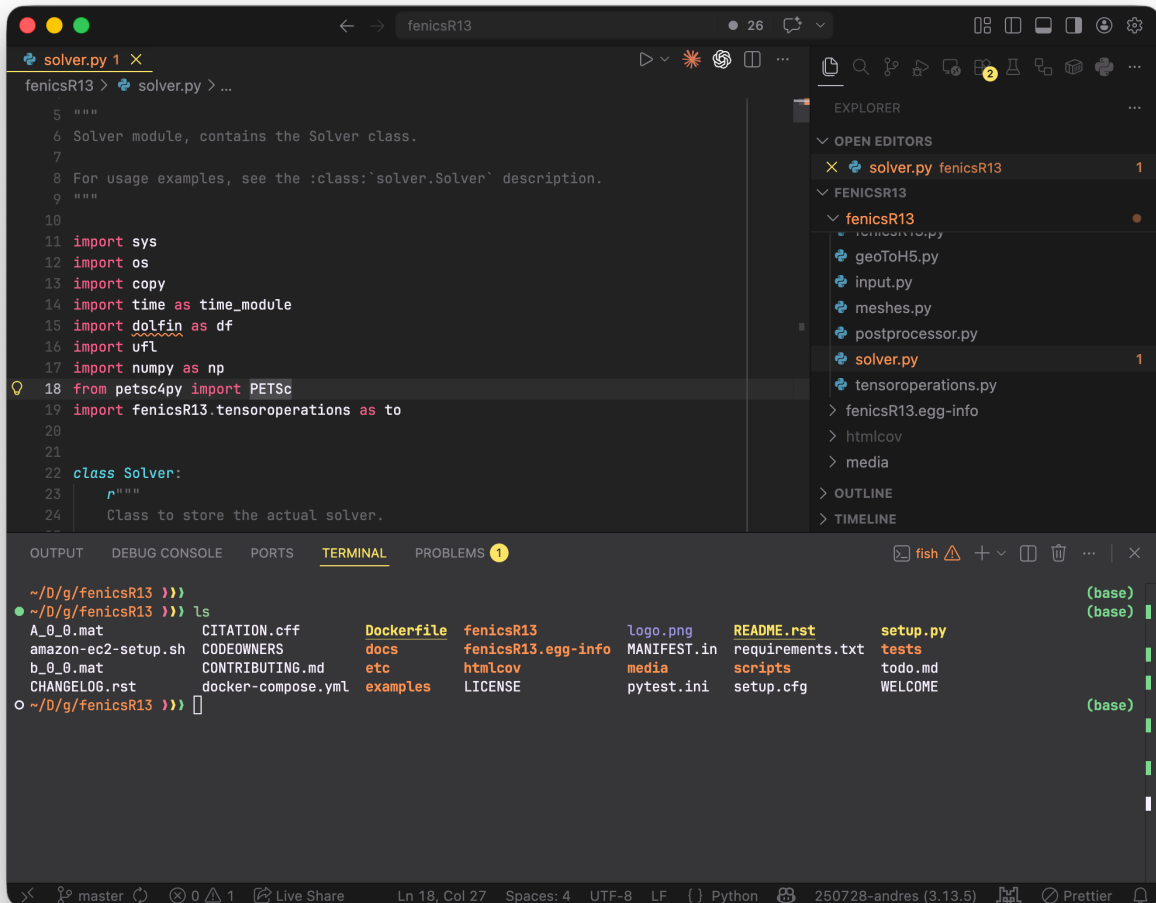 fenicsR13
26
solver.py 1
fenicsR13 > solver.py > ...
5 """
6 Solver module, contains the Solver class.
7
8 For usage examples, see the :class:`solver.Solver` description.
9 """
10
11 import sys
12 import os
13 import copy
14 import time as time_module
15 import dolfin as df
16 import ufl
17 import numpy as np
18 from petsc4py import PETSc
19 import fenicsR13.tensoroperations as to
20
21
22 class Solver:
23 r"""
24 Class to store the actual solver.
2
EXPLORER
OPEN EDITORS
solver.py fenicsR13 1
FENICSR13
fenicsR13
fenicsR13.py
geoToH5.py
input.py
meshes.py
postprocessor.py
solver.py 1
tensoroperations.py
fenicsR13.egg-info
htmlcov
media
OUTLINE
TIMELINE
OUTPUT DEBUG CONSOLE PORTS TERMINAL PROBLEMS 1 fish
~/D/g/fenicsR13 ❯❯❯ (base)
~/D/g/fenicsR13 ❯❯❯ ls (base)
A_0_0.mat CITATION.cff Dockerfile fenicsR13 logo.png README.rst setup.py
amazon-ec2-setup.sh CODEOWNERS docs fenicsR13.egg-info MANIFEST.in requirements.txt tests
b_0_0.mat CONTRIBUTING.md etc htmlcov media scripts todo.md
CHANGELOG.rst docker-compose.yml examples LICENSE pytest.ini setup.cfg WELCOME
~/D/g/fenicsR13 ❯❯❯ (base)
master 0 1 Live Share Ln 18, Col 27 Spaces: 4 UTF-8 LF { } Python 250728-andres (3.13.5) Prettier